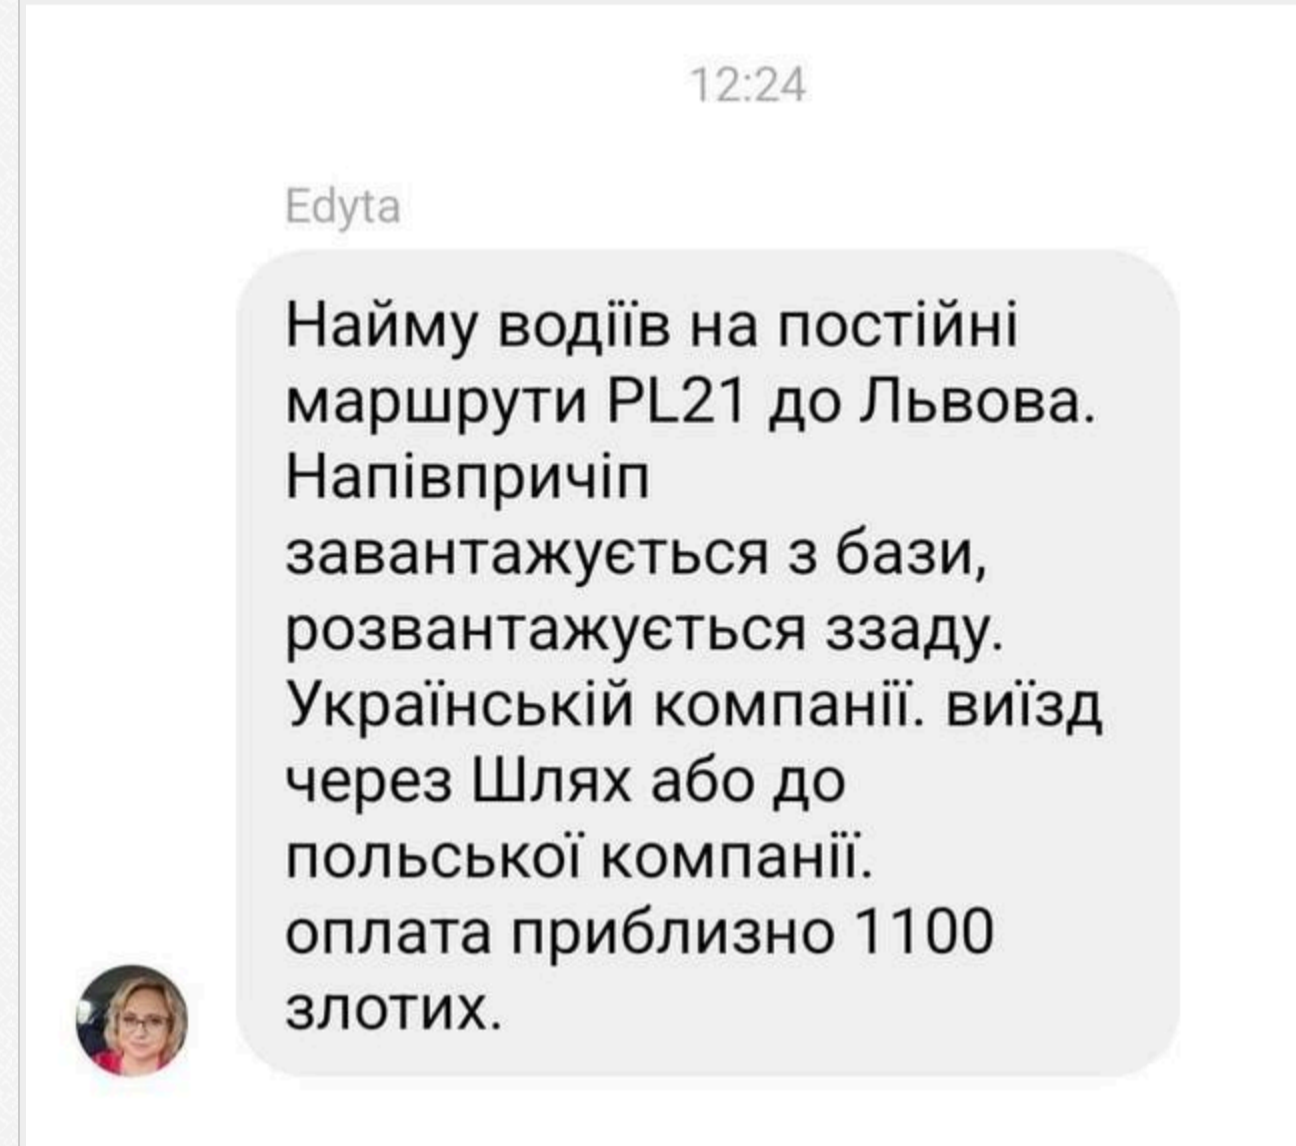 12:24
Edyta
Найму водіїв на постійні
маршрути PL21 до Львова.
Напівпричіп
завантажується з бази,
розвантажується ззаду.
Українській компанії. виїзд
через Шлях або до
польської компанії.
оплата приблизно 1100
злотих.